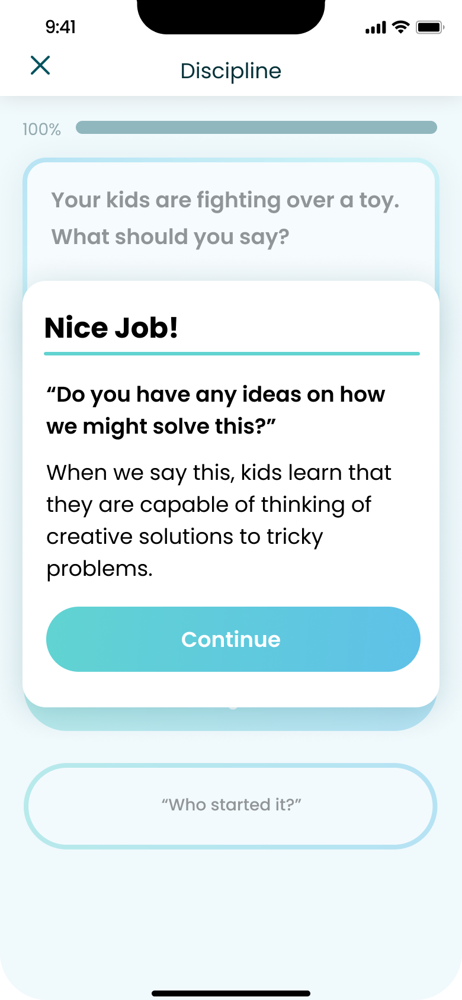 9:41
Discipline
100%
Your kids are fighting over a toy.
What should you say?
Nice Job!
“Do you have any ideas on how
we might solve this?”
When we say this, kids learn that
they are capable of thinking of
creative solutions to tricky
problems.
Continue
“Who started it?”